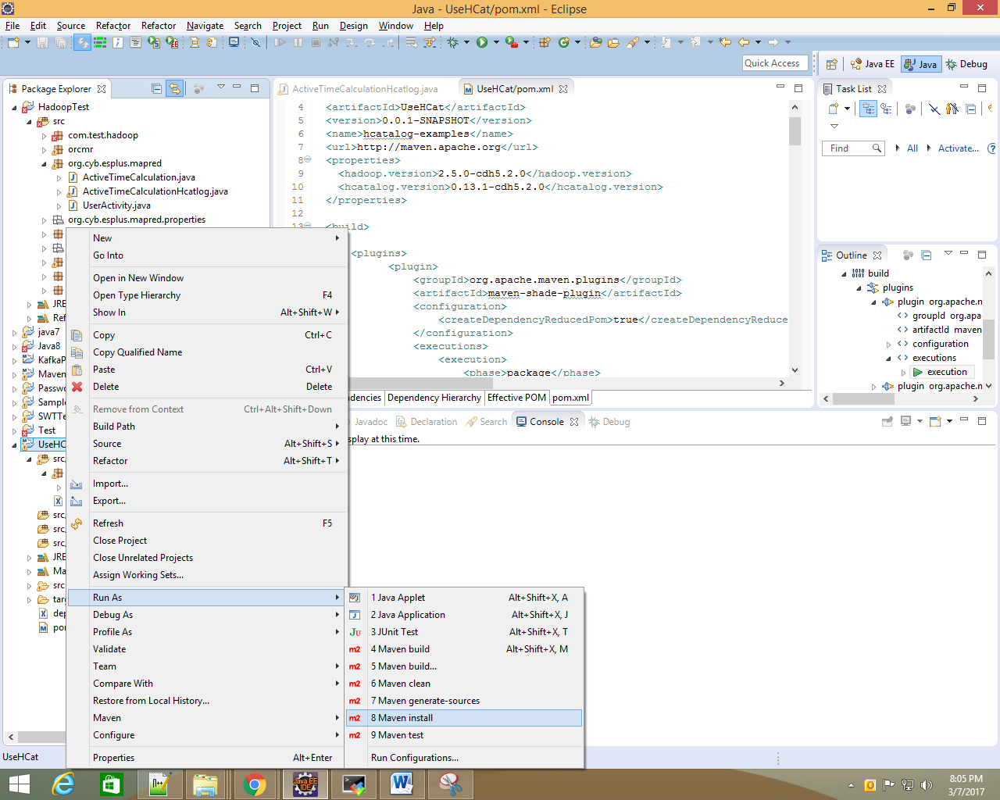 Java - UseHCat/pom.xml - Eclipse
File Edit Source Refactor Refactor Navigate Search Project Run Design Window Help
Quick Access
Java EE Java Debug
Package Explorer
HadoopTest
src
com.test.hadoop
orcmr
org.cyb.esplus.mapred
ActiveTimeCalculation.java
ActiveTimeCalculationHcatlog.java
UserActivity.java
org.cyb.esplus.mapred.properties
JRE
Ref
java7
Java8
KafkaP
Maven
Passwo
Sample
SWTTe
Test
UseHC
src,
src,
src,
src,
JRE
Ma
src
tar
dep
pon
New
Go Into
Open in New Window
Open Type Hierarchy F4
Show In Alt+Shift+W
Copy Ctrl+C
Copy Qualified Name
Paste Ctrl+V
Delete Delete
Remove from Context Ctrl+Alt+Shift+Down
Build Path
Source Alt+Shift+S
Refactor Alt+Shift+T
Import...
Export...
Refresh F5
Close Project
Close Unrelated Projects
Assign Working Sets...
Run As
Debug As
Profile As
Validate
Team
Compare With
Restore from Local History...
Maven
Configure
Properties Alt+Enter
1 Java Applet Alt+Shift+X, A
2 Java Application Alt+Shift+X, J
3 JUnit Test Alt+Shift+X, T
4 Maven build Alt+Shift+X, M
5 Maven build...
6 Maven clean
7 Maven generate-sources
8 Maven install
9 Maven test
Run Configurations...
ActiveTimeCalculationHcatlog.java UseHCat/pom.xml
4 <artifactId>UseHCat</artifactId>
5 <version>0.0.1-SNAPSHOT</version>
6 <name>hcatalog-examples</name>
7 <url>http://maven.apache.org</url>
8 <properties>
9 <hadoop.version>2.5.0-cdh5.2.0</hadoop.version>
10 <hcatalog.version>0.13.1-cdh5.2.0</hcatalog.version>
11 </properties>
12
13 <build>
<plugins>
<plugin>
<groupId>org.apache.maven.plugins</groupId>
<artifactId>maven-shade-plugin</artifactId>
<configuration>
<createDependencyReducedPom>true</createDependencyReduce
</configuration>
<executions>
<execution>
<phase>package</phase>
ndencies Dependency Hierarchy Effective POM pom.xml
Javadoc Declaration Search Console Debug
splay at this time.
Task List
Find All Activate...
Outline
build
plugins
plugin org.apache.n
groupId org.apa
artifactId maven
configuration
executions
execution
plugin org.apache.n
UseHCat
Java EE IDE
8:05 PM
3/7/2017